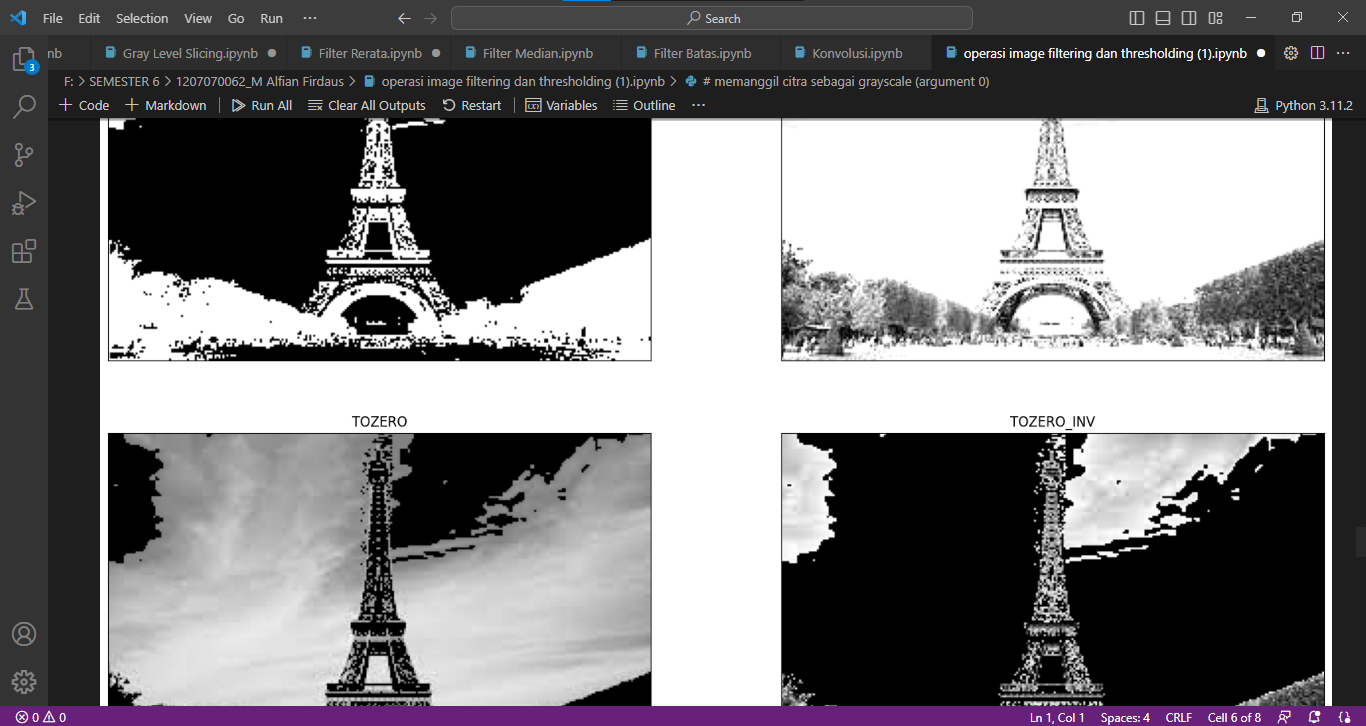 File Edit Selection View Go Run ··· Search
nb Gray Level Slicing.ipynb Filter Rerata.ipynb Filter Median.ipynb Filter Batas.ipynb Konvolusi.ipynb operasi image filtering dan thresholding (1).ipynb ···
3
F: > SEMESTER 6 > 1207070062_M Alfian Firdaus > operasi image filtering dan thresholding (1).ipynb > # memanggil citra sebagai grayscale (argument 0)
+ Code + Markdown Run All Clear All Outputs Restart Variables Outline ··· Python 3.11.2
TOZERO
TOZERO_INV
0 0 Ln 1, Col 1 Spaces: 4 CRLF Cell 6 of 8